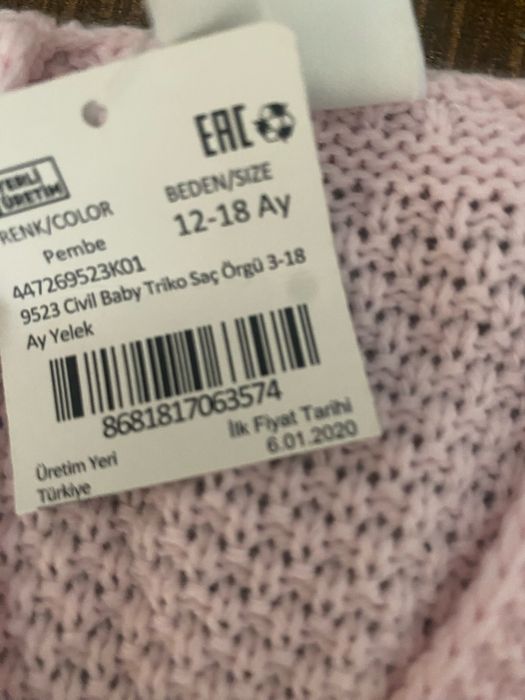 EAC
YERLİ
ÜRETİM
BEDEN/SIZE
12-18 Ay
RENK/COLOR
Pembe
447269523K01
9523 Civil Baby Triko Saç Örgü 3-18
Ay Yelek
8681817063574
İlk Fiyat Tarihi
6.01.2020
Üretim Yeri
Türkiye